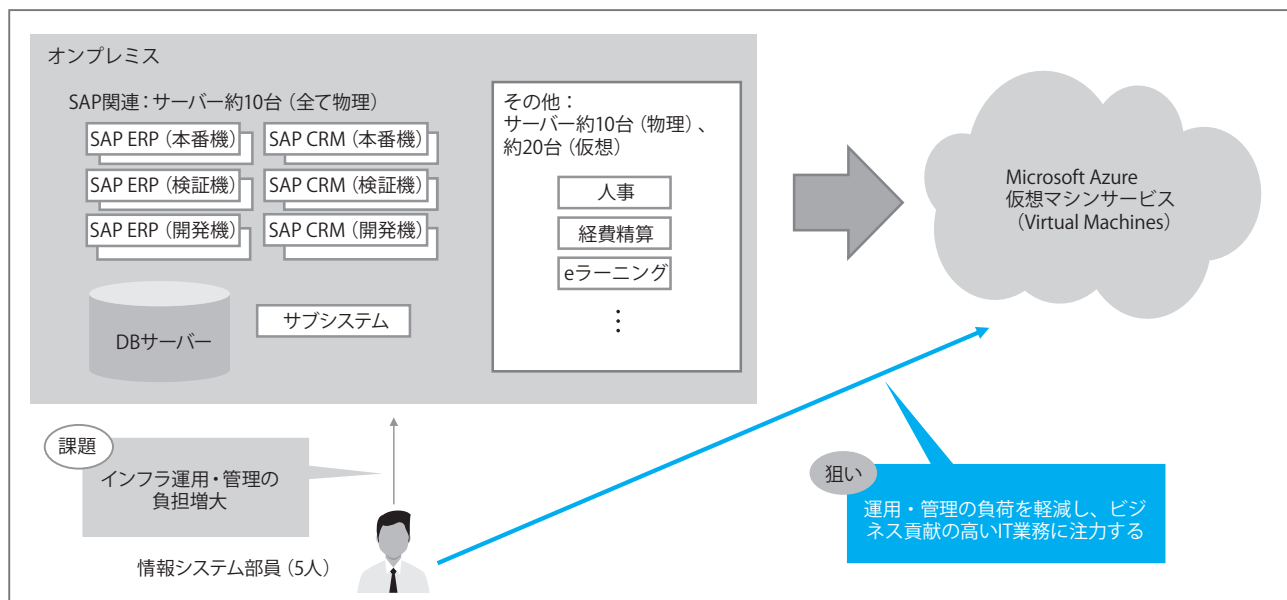 オンプレミス
SAP関連：サーバー約10台（全て物理）
SAP ERP（本番機）
SAP CRM（本番機）
SAP ERP（検証機）
SAP CRM（検証機）
SAP ERP（開発機）
SAP CRM（開発機）
DBサーバー
サブシステム
その他：
サーバー約10台（物理）、
約20台（仮想）
人事
経費精算
eラーニング
⋮
Microsoft Azure
仮想マシンサービス
（Virtual Machines）
課題
インフラ運用・管理の
負担増大
情報システム部員（5人）
狙い
運用・管理の負荷を軽減し、ビジ
ネス貢献の高いIT業務に注力する